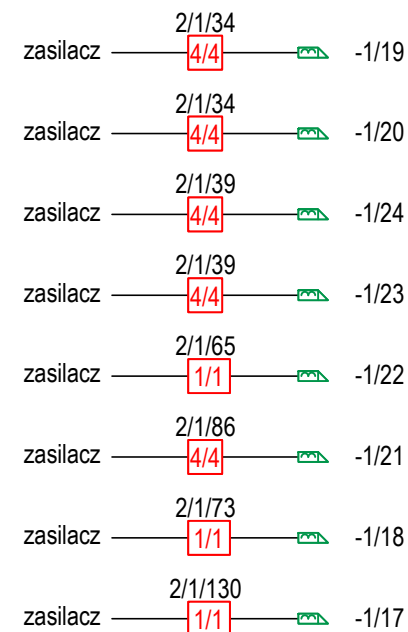 2/1/34
zasilacz 4/4 -1/19
2/1/34
zasilacz 4/4 -1/20
2/1/39
zasilacz 4/4 -1/24
2/1/39
zasilacz 4/4 -1/23
2/1/65
zasilacz 1/1 -1/22
2/1/86
zasilacz 4/4 -1/21
2/1/73
zasilacz 1/1 -1/18
2/1/130
zasilacz 1/1 -1/17